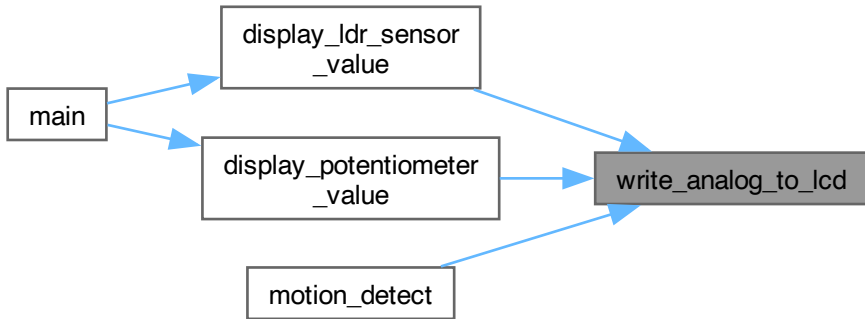 display_ldr_sensor
_value
main
display_potentiometer
_value
write_analog_to_lcd
motion_detect